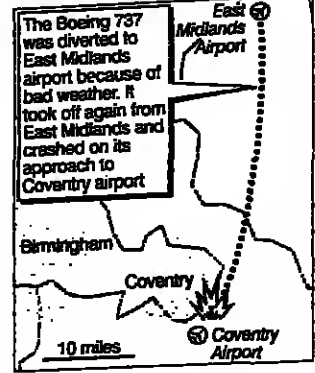 The Boeing 737
was diverted to
East Midlands
airport because of
bad weather. It
took off again from
East Midlands and
crashed on its
approach to
Coventry airport
East
Midlands
Airport
Birmingham
Coventry
Coventry
Airport
10 miles